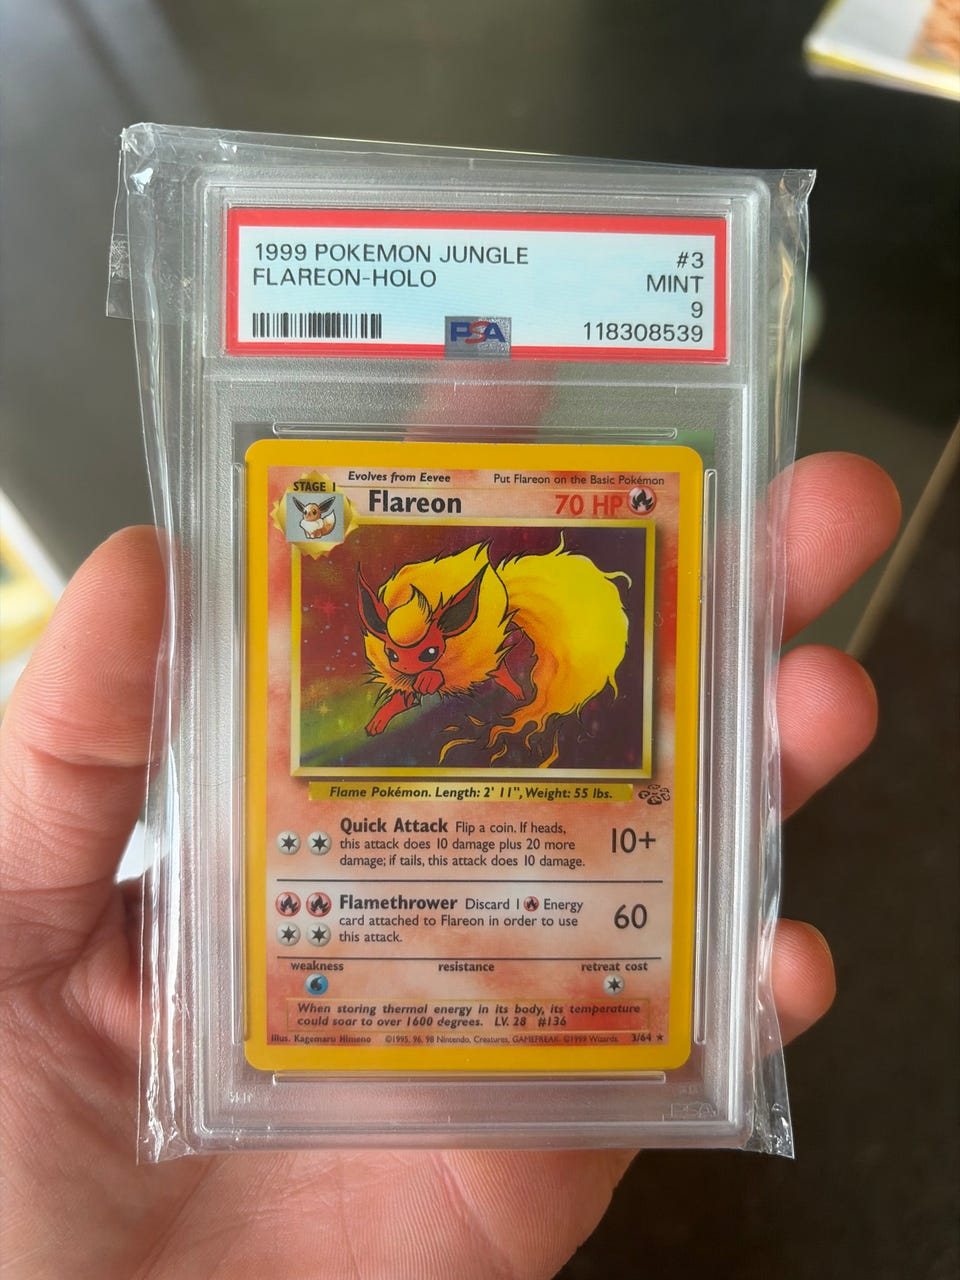 1999 POKEMON JUNGLE #3
FLAREON-HOLO MINT
9
PSA 118308539
Evolves from Eevee Put Flareon on the Basic Pokémon
STAGE 1 Flareon 70 HP
Flame Pokémon. Length: 2' 11", Weight: 55 lbs.
Quick Attack Flip a coin. If heads,
this attack does 10 damage plus 20 more 10+
damage; if tails, this attack does 10 damage.
Flamethrower Discard 1 Energy
card attached to Flareon in order to use 60
this attack.
weakness resistance retreat cost
When storing thermal energy in its body, its temperature
could soar to over 1600 degrees. LV. 28 #136
Illus. Kagemaru Himeno ©1995, 96, 98 Nintendo, Creatures, GAMEFREAK. ©1999 Wizards. 3/64 ★
PSA